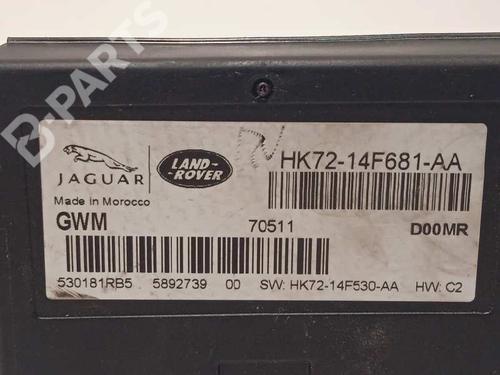 JAGUAR
LAND-
ROVER
HK72-14F681-AA
Made in Morocco
GWM
70511
D00MR
530181RB5 5892739 00 SW: HK72-14F530-AA HW: C2
B-PARTS
B-PARTS